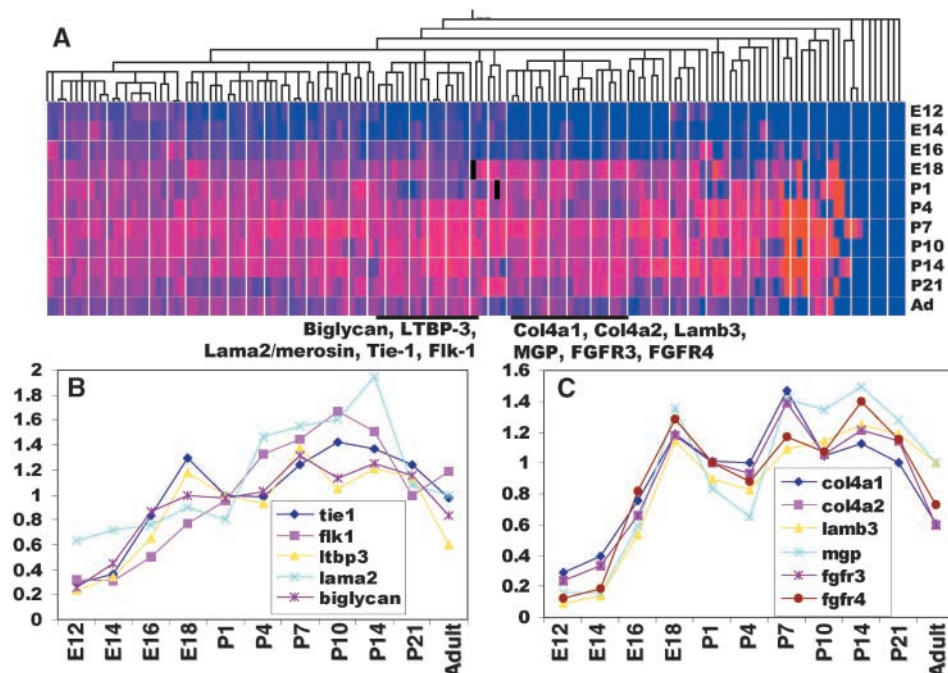 A
E12
E14
E16
E18
P1
P4
P7
P10
P14
P21
Ad
Biglycan, LTBP-3,
Lama2/merosin, Tie-1, Flk-1
Col4a1, Col4a2, Lamb3,
MGP, FGFR3, FGFR4
B
2
1.8
1.6
1.4
1.2
1
0.8
0.6
0.4
0.2
0
tie1
flk1
ltbp3
lama2
biglycan
E12
E14
E16
E18
P1
P4
P7
P10
P14
P21
Adult
C
1.6
1.4
1.2
1
0.8
0.6
0.4
0.2
0
col4a1
col4a2
lamb3
mgp
fgfr3
fgfr4
E12
E14
E16
E18
P1
P4
P7
P10
P14
P21
Adult